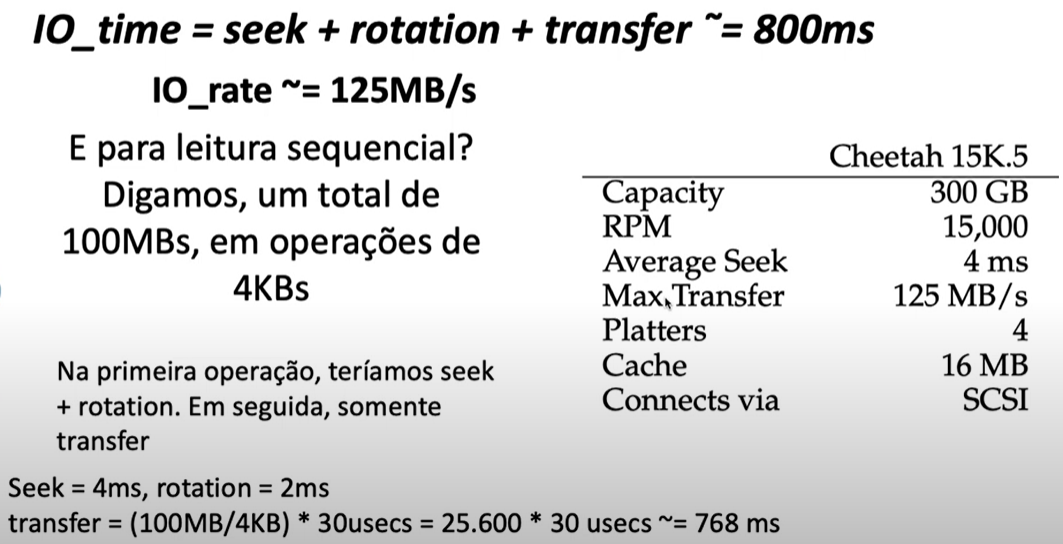 IO_time = seek + rotation + transfer ~= 800ms
IO_rate ~= 125MB/s
E para leitura sequencial?
Digamos, um total de
100MBs, em operações de
4KBs
Na primeira operação, teríamos seek
+ rotation. Em seguida, somente
transfer
Cheetah 15K.5
Capacity 300 GB
RPM 15,000
Average Seek 4 ms
Max Transfer 125 MB/s
Platters 4
Cache 16 MB
Connects via SCSI
Seek = 4ms, rotation = 2ms
transfer = (100MB/4KB) * 30usecs = 25.600 * 30 usecs ~= 768 ms